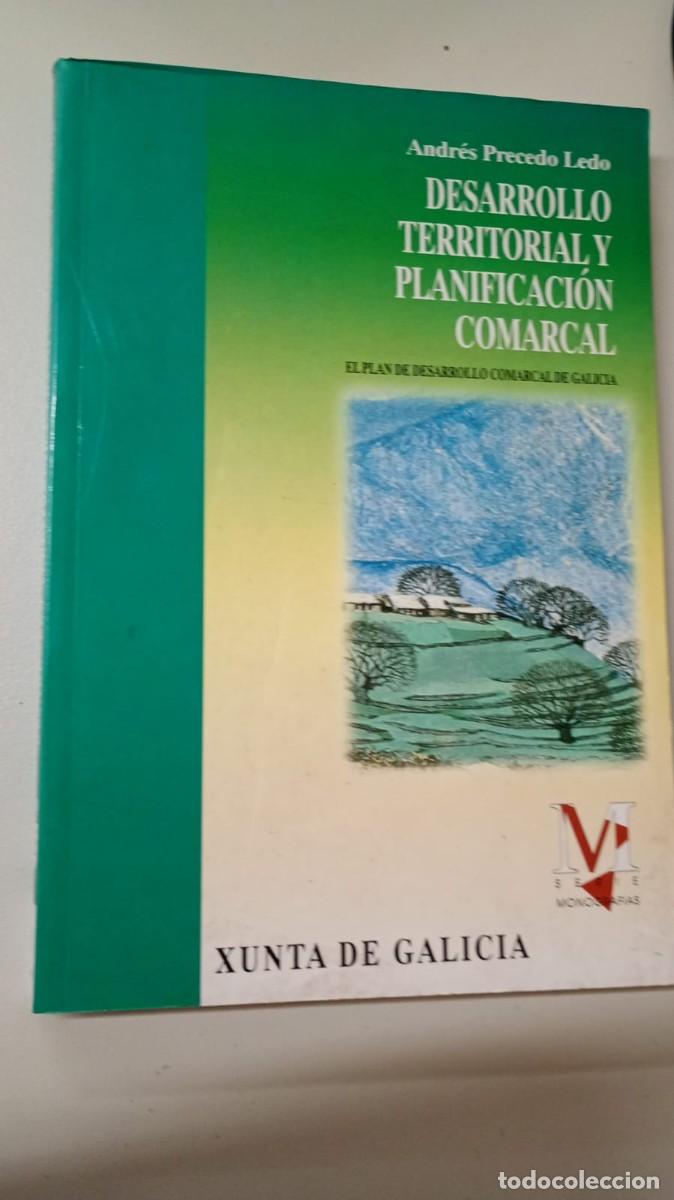 Andrés Precedo Ledo
DESARROLLO
TERRITORIAL Y
PLANIFICACIÓN
COMARCAL
EL PLAN DE DESARROLLO COMARCAL DE GALICIA
M
SERIE
MONOGRAFIAS
XUNTA DE GALICIA
todocoleccion